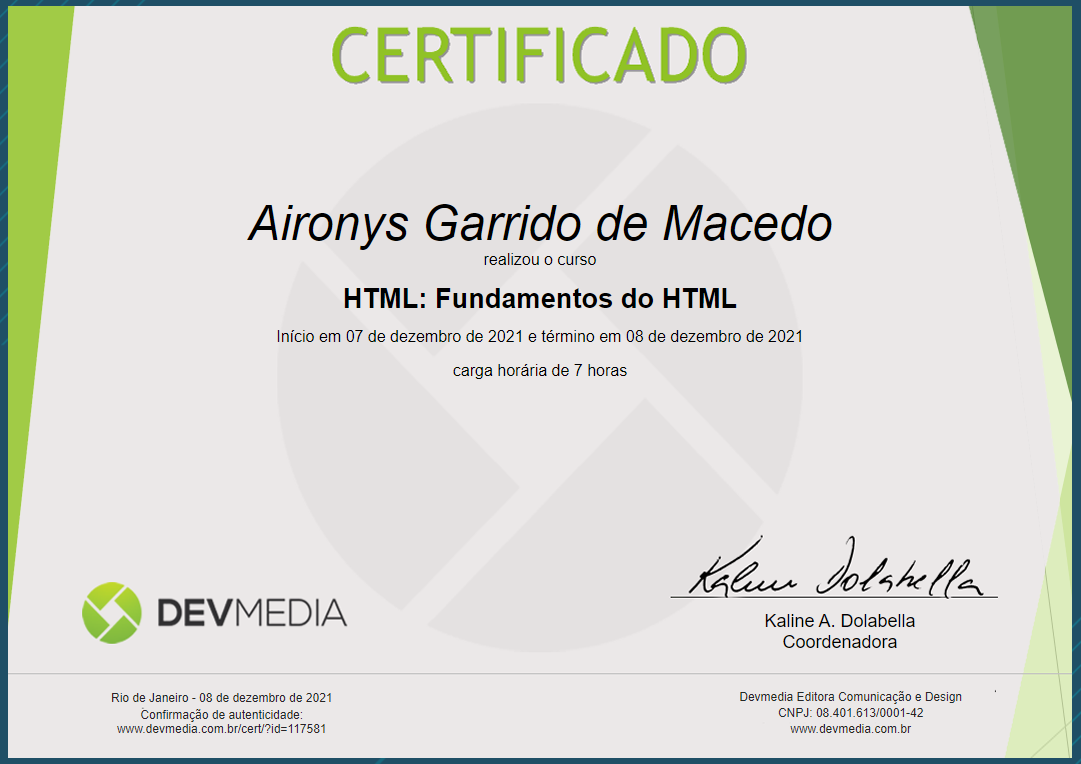 CERTIFICADO
Aironys Garrido de Macedo
realizou o curso
HTML: Fundamentos do HTML
Início em 07 de dezembro de 2021 e término em 08 de dezembro de 2021
carga horária de 7 horas
Kaline Dolabella
DEVMEDIA
Kaline A. Dolabella
Coordenadora
Rio de Janeiro - 08 de dezembro de 2021
Confirmação de autenticidade:
www.devmedia.com.br/cert/?id=117581
Devmedia Editora Comunicação e Design
CNPJ: 08.401.613/0001-42
www.devmedia.com.br